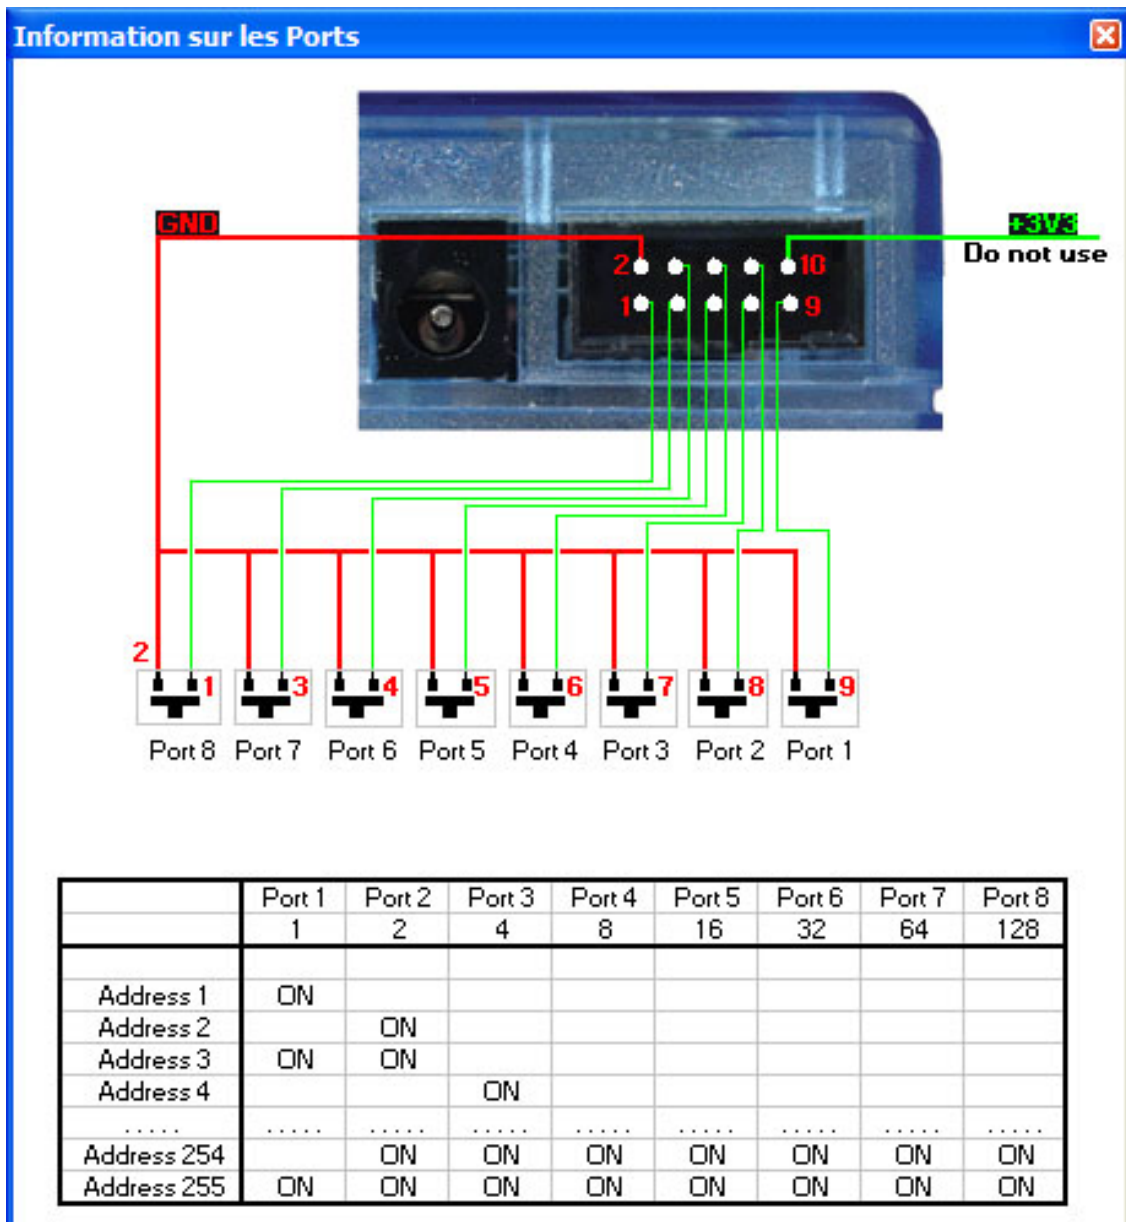 Information sur les Ports
GND
+3V3
Do not use
2 10
1 9
2
1 3 4 5 6 7 8 9
Port 8 Port 7 Port 6 Port 5 Port 4 Port 3 Port 2 Port 1
Port 1 Port 2 Port 3 Port 4 Port 5 Port 6 Port 7 Port 8
1 2 4 8 16 32 64 128
Address 1 ON
Address 2 ON
Address 3 ON ON
Address 4 ON
..... ..... ..... ..... ..... ..... ..... ..... .....
Address 254 ON ON ON ON ON ON ON
Address 255 ON ON ON ON ON ON ON ON